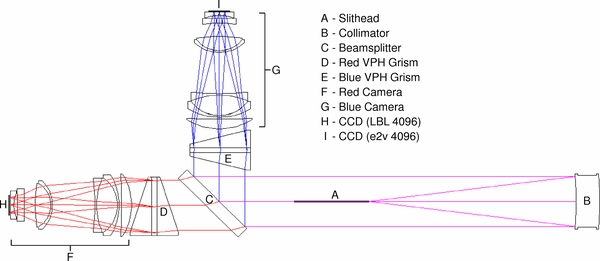 I
A - Slithead
B - Collimator
C - Beamsplitter
D - Red VPH Grism
E - Blue VPH Grism
F - Red Camera
G - Blue Camera
H - CCD (LBL 4096)
I - CCD (e2v 4096)
G
E
A
B
C
D
H
F